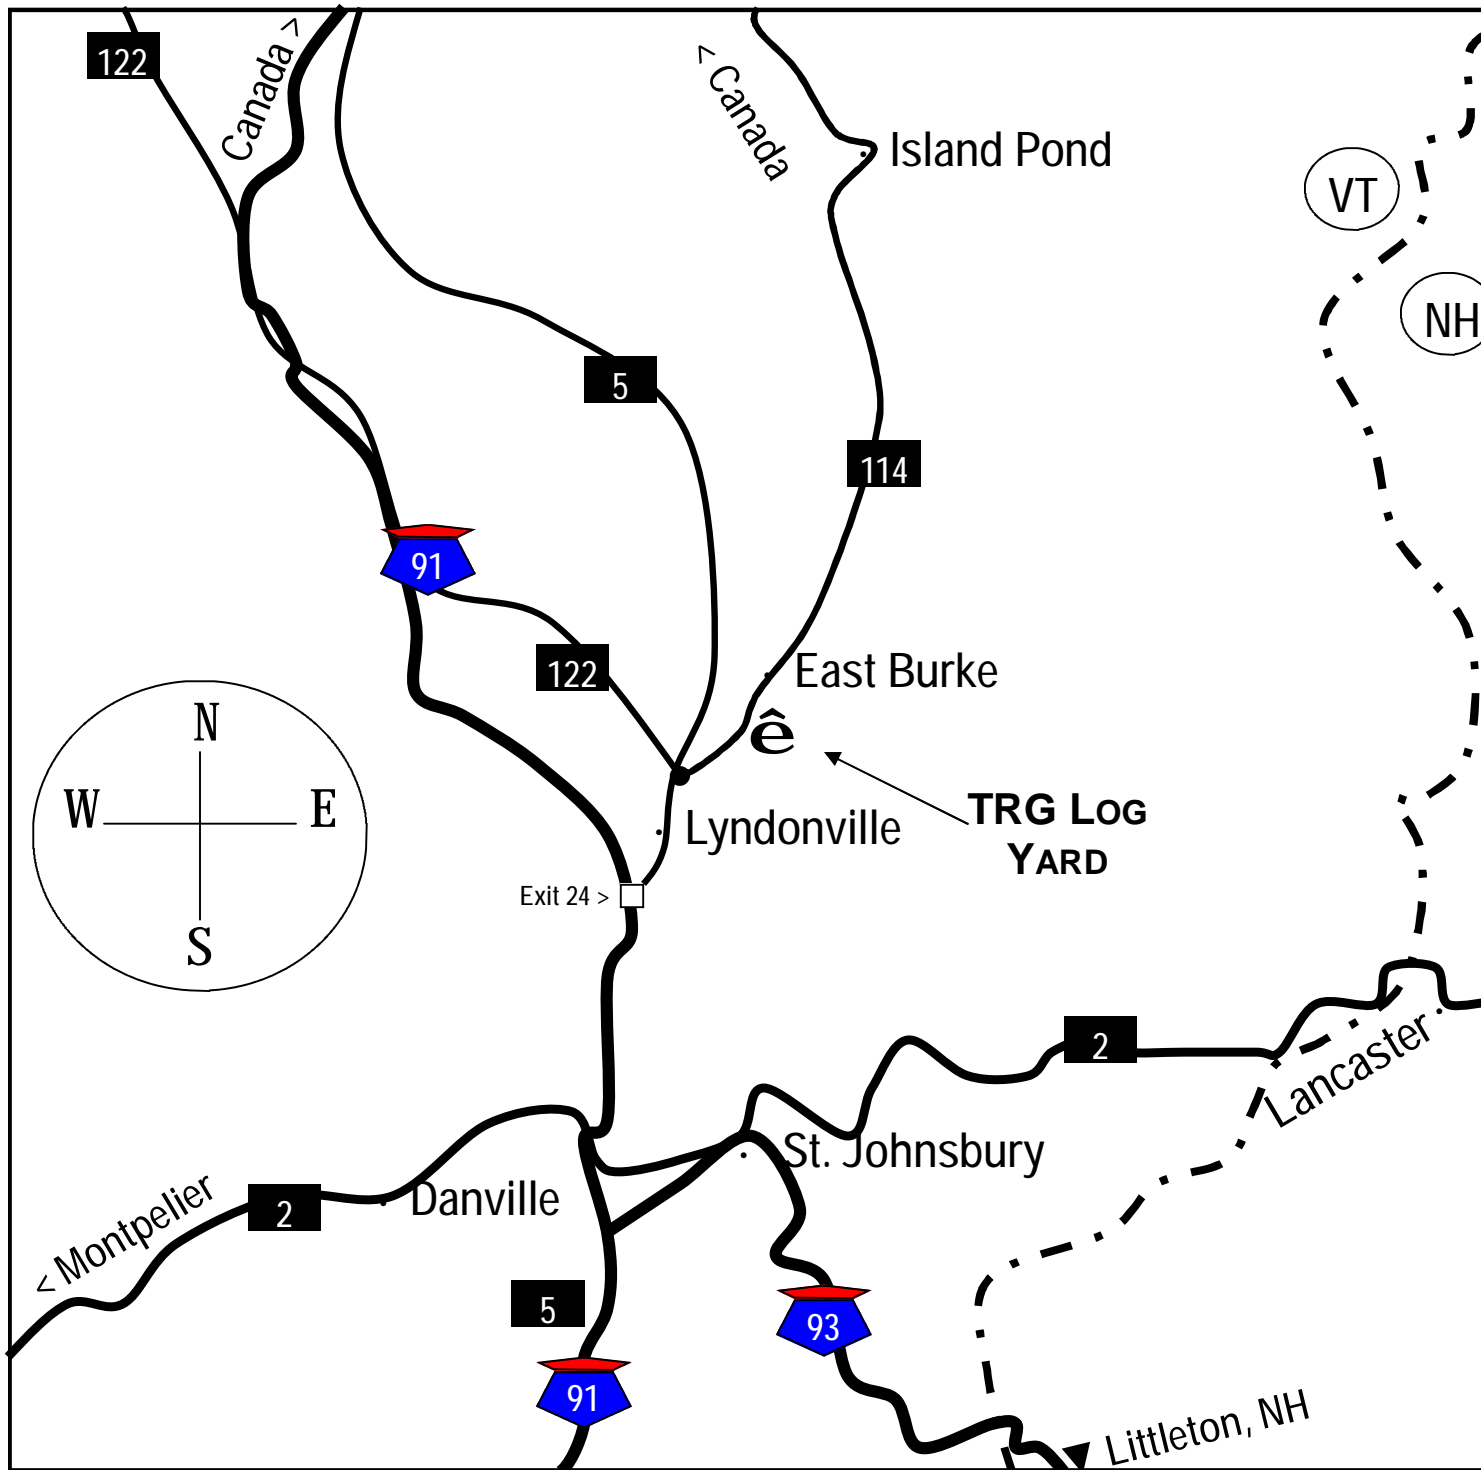 122
Canada >
< Canada
Island Pond
VT
NH
5
114
91
122
East Burke
ê
N
W E
S
TRG LOG
YARD
Lyndonville
Exit 24 >
2
Lancaster
St. Johnsbury
Danville
2
< Montpelier
5
93
91
Littleton, NH